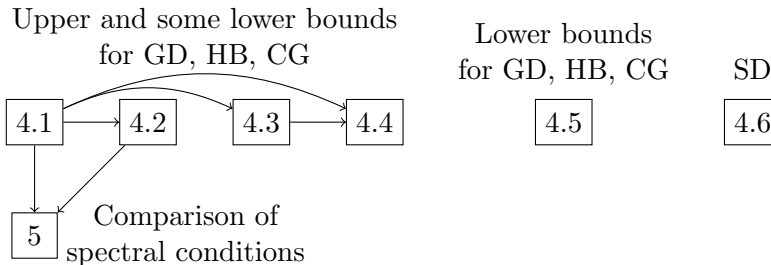 Upper and some lower bounds
for GD, HB, CG
Lower bounds
for GD, HB, CG
SD
4.1
4.2
4.3
4.4
4.5
4.6
5
Comparison of
spectral conditions